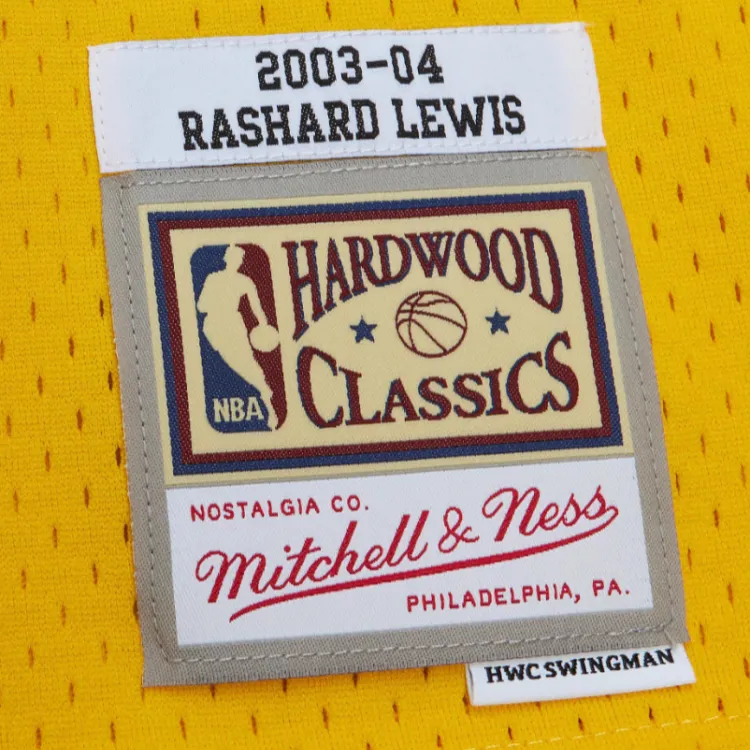 2003-04
RASHARD LEWIS
HARDWOOD
CLASSICS
NBA
NOSTALGIA CO.
Mitchell & Ness
PHILADELPHIA, PA.
HWC SWINGMAN